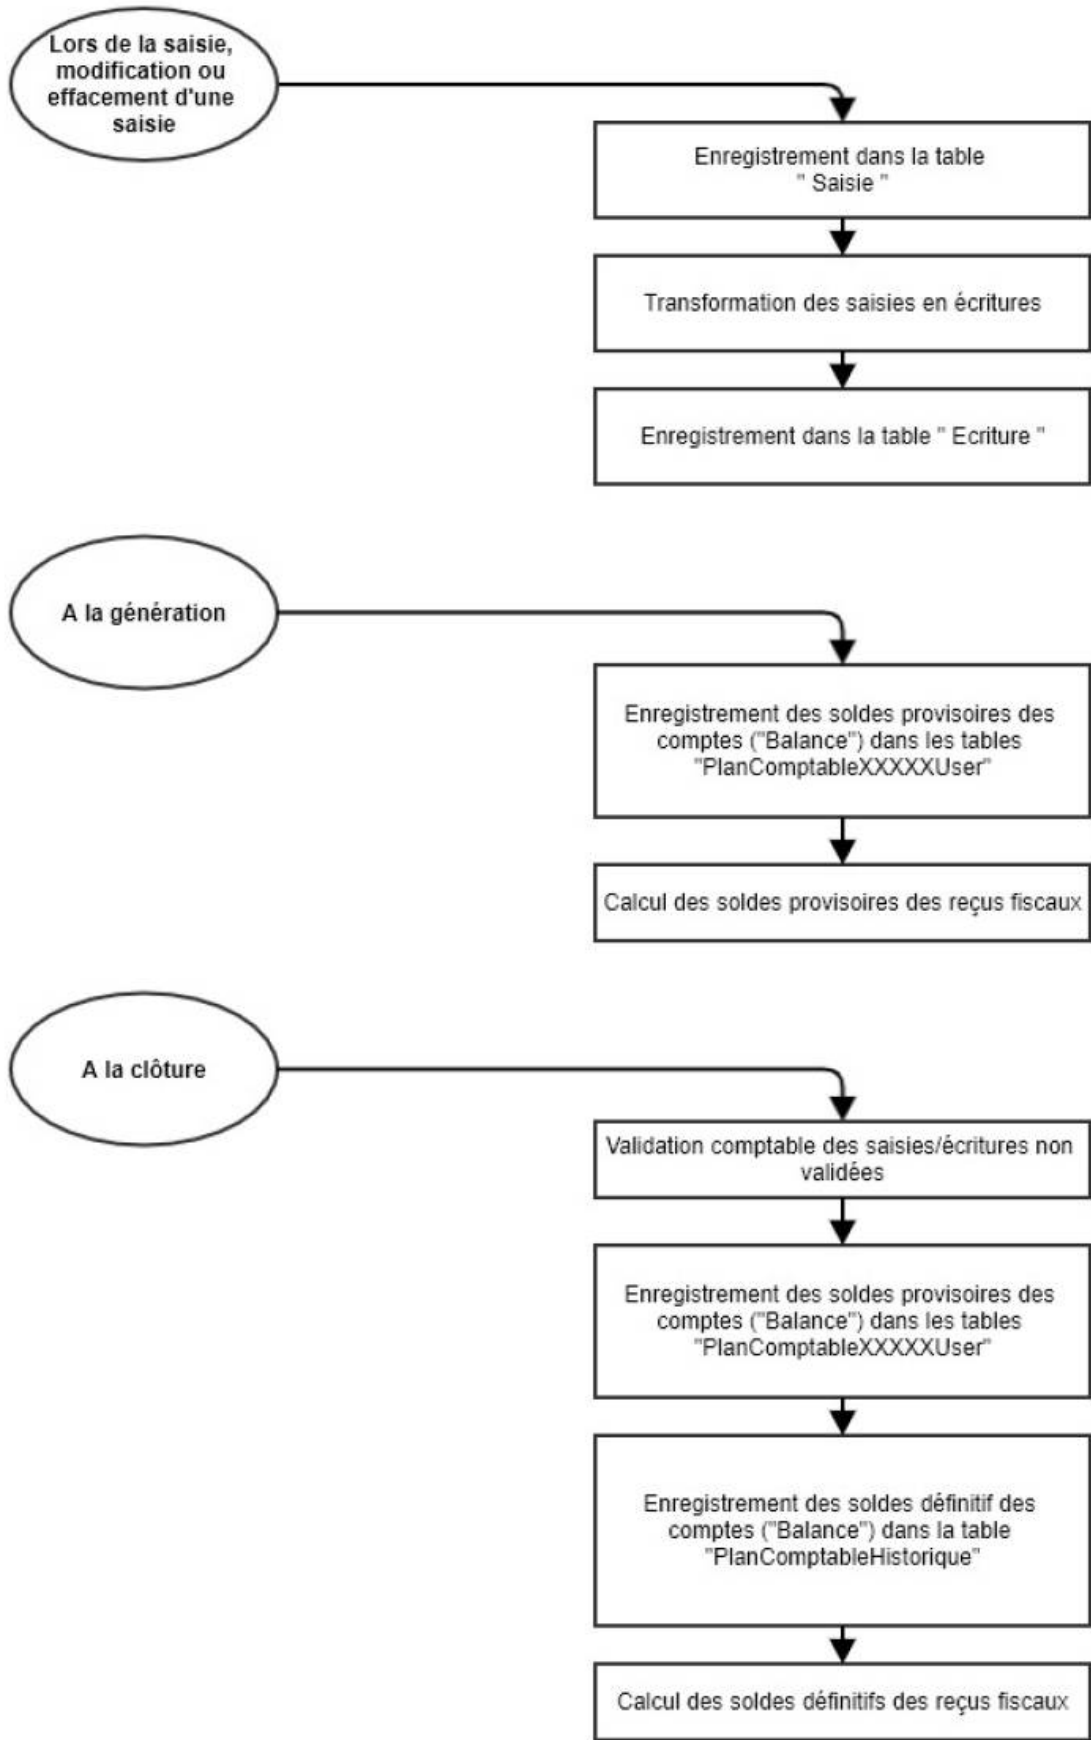 Lors de la saisie,
modification ou
effacement d'une
saisie
Enregistrement dans la table
" Saisie "
Transformation des saisies en écritures
Enregistrement dans la table " Ecriture "
A la génération
Enregistrement des soldes provisoires des
comptes ("Balance") dans les tables
"PlanComptableXXXXXUser"
Calcul des soldes provisoires des reçus fiscaux
A la clôture
Validation comptable des saisies/écritures non
validées
Enregistrement des soldes provisoires des
comptes ("Balance") dans les tables
"PlanComptableXXXXXUser"
Enregistrement des soldes définitif des
comptes ("Balance") dans la table
"PlanComptableHistorique"
Calcul des soldes définitifs des reçus fiscaux